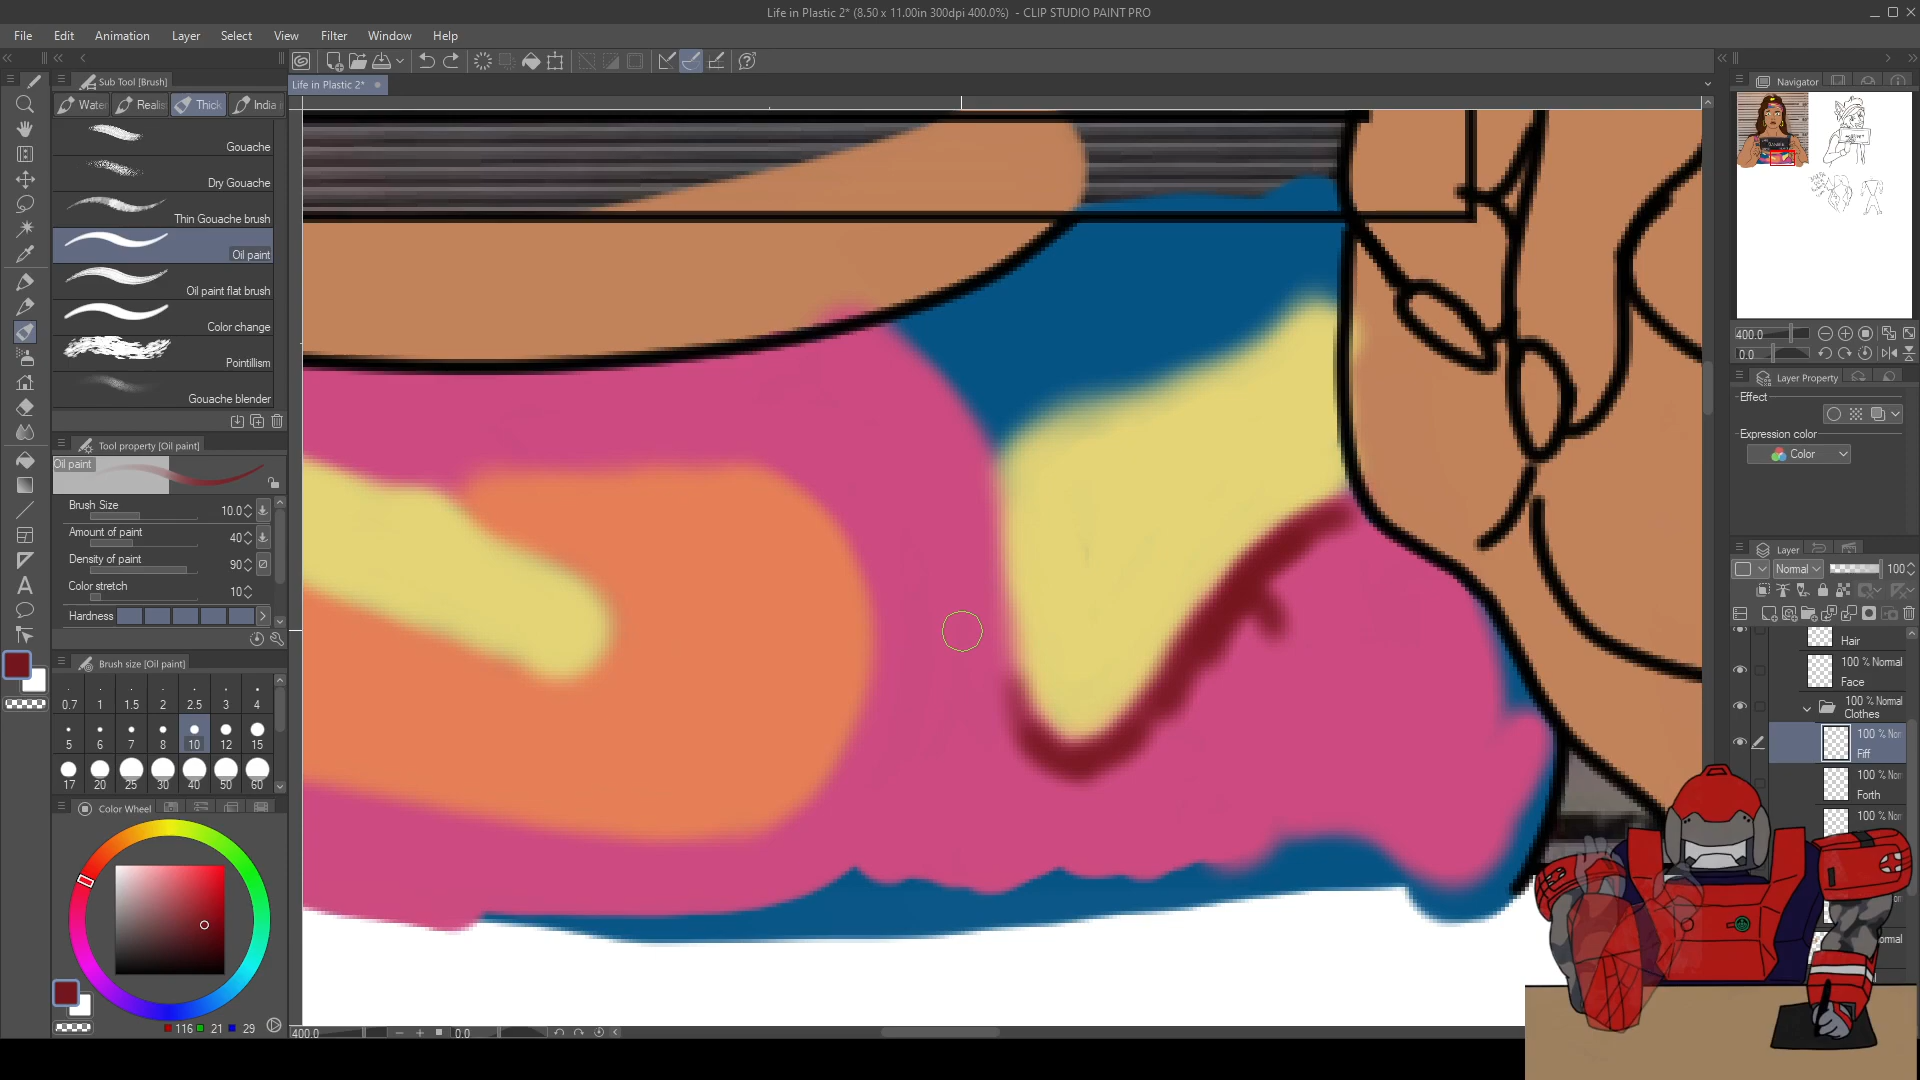 Life in Plastic 2* (8.50 x 11.00in 300dpi 400.0%) - CLIP STUDIO PAINT PRO
File Edit Animation Layer Select View Filter Window Help
Sub Tool [Brush]
Life in Plastic 2*
Navigator
Water Realis Thick India
Gouache
Dry Gouache
Thin Gouache brush
Oil paint
Oil paint flat brush
Color change
Pointillism
Gouache blender
400.0
0.0
Layer Property
Effect
Expression color
Color
Tool property [Oil paint]
Oil paint
Brush Size 10.0
Amount of paint 40
Density of paint 90
Color stretch 10
Hardness
Layer
Normal 100
Hair
100 % Normal
Face
100 % Normal
Clothes
100 % Nor
Fiff
100 % Nor
Forth
100 % Nor
Brush size [Oil paint]
0.7 1 1.5 2 2.5 3 4
5 6 7 8 10 12 15
17 20 25 30 40 50 60
Color Wheel
116 21 29
400.0 0.0